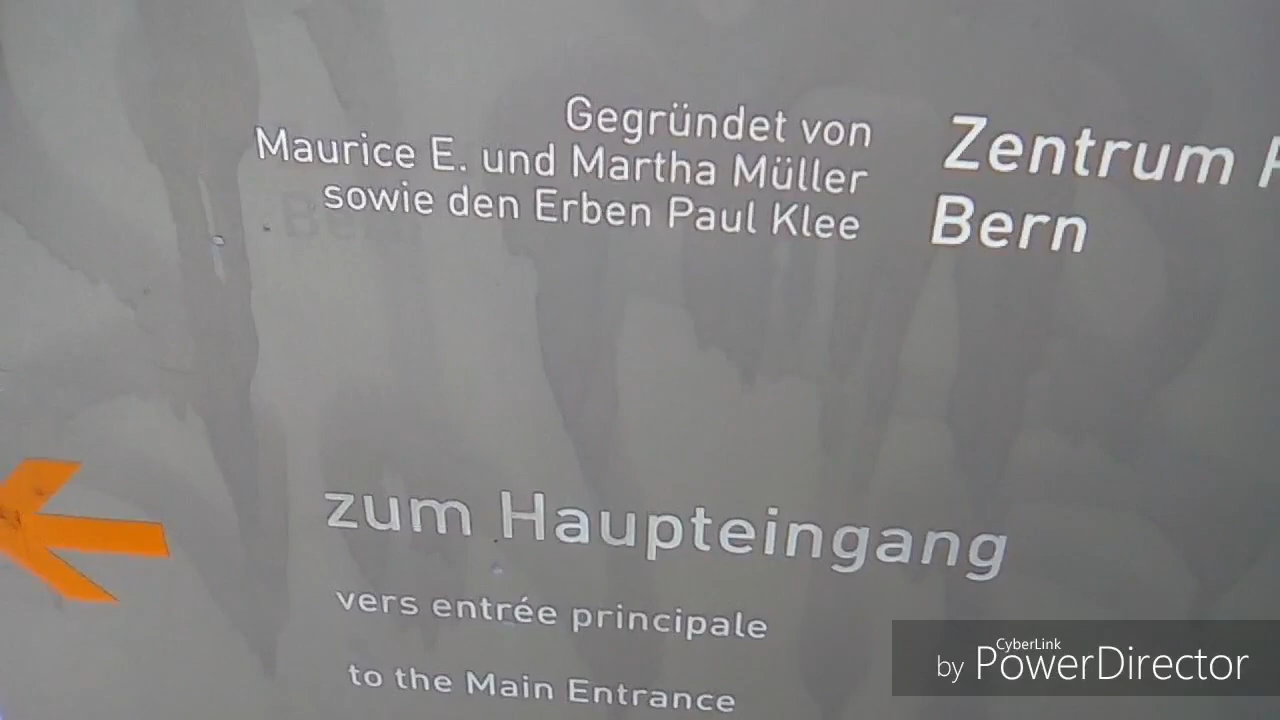 Gegründet von
Maurice E. und Martha Müller
sowie den Erben Paul Klee
Zentrum
Bern
zum Haupteingang
vers entrée principale
to the Main Entrance
CyberLink
by PowerDirector